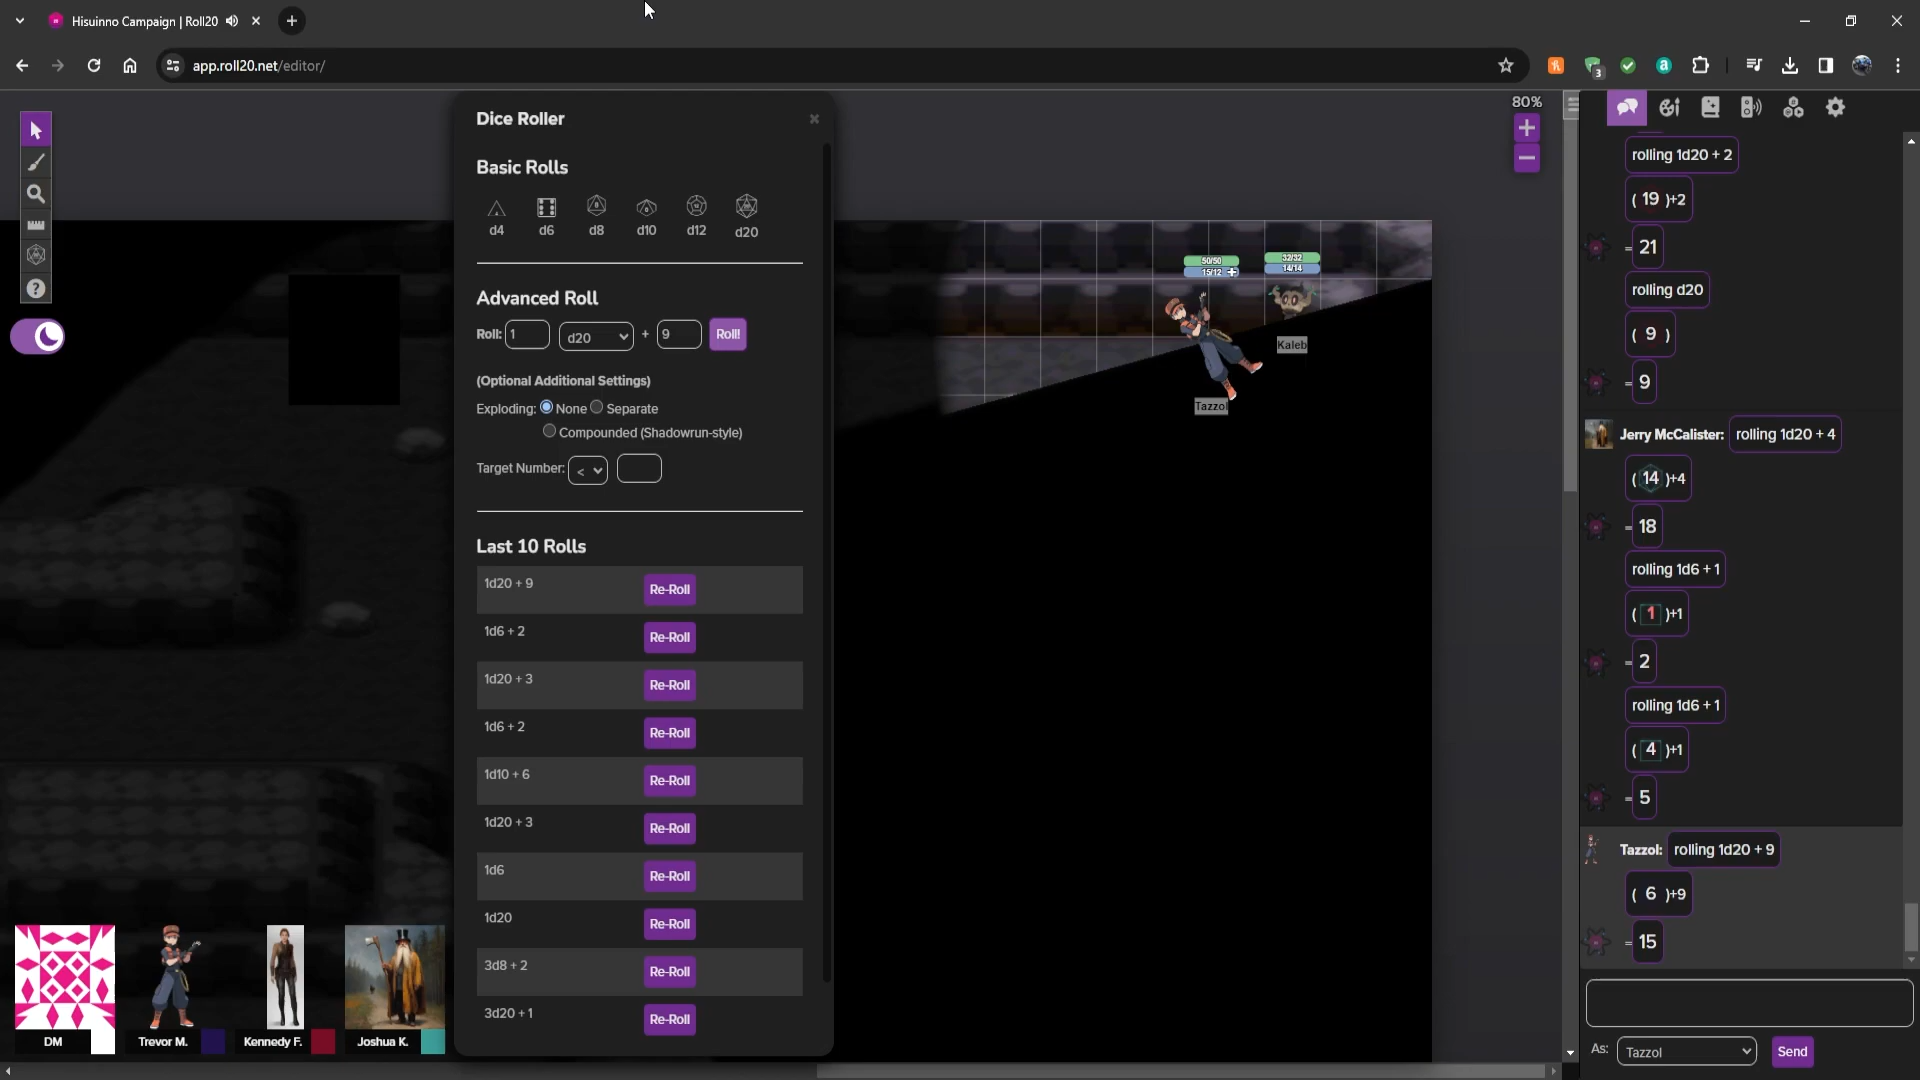 Hisuinno Campaign | Roll20
app.roll20.net/editor/
3
80%
Dice Roller
Basic Rolls
d4
d6
d8
d10
d12
d20
Advanced Roll
Roll: 1 d20 + 9 Roll!
(Optional Additional Settings)
Exploding: None Separate
Compounded (Shadowrun-style)
Target Number: <
Last 10 Rolls
1d20 + 9 Re-Roll
1d6 + 2 Re-Roll
1d20 + 3 Re-Roll
1d6 + 2 Re-Roll
1d10 + 6 Re-Roll
1d20 + 3 Re-Roll
1d6 Re-Roll
1d20 Re-Roll
3d8 + 2 Re-Roll
3d20 + 1 Re-Roll
50/50
15/12
32/32
14/14
Kaleb
Tazzol
DM
Trevor M.
Kennedy F.
Joshua K.
rolling 1d20 + 2
( 19 )+2
= 21
rolling d20
( 9 )
= 9
Jerry McCalister: rolling 1d20 + 4
( 14 )+4
= 18
rolling 1d6 + 1
( 1 )+1
= 2
rolling 1d6 + 1
( 4 )+1
= 5
Tazzol: rolling 1d20 + 9
( 6 )+9
= 15
As: Tazzol Send